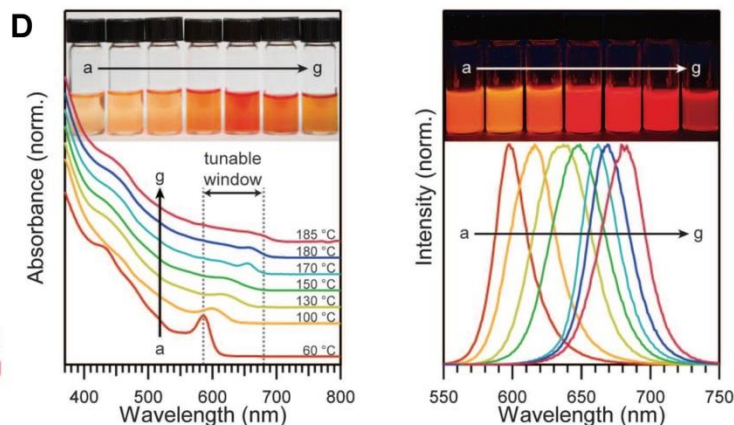 D
a
g
tunable
window
g
a
185 °C
180 °C
170 °C
150 °C
130 °C
100 °C
60 °C
Absorbance (norm.)
400
500
600
700
800
Wavelength (nm)
a
g
a
g
Intensity (norm.)
550
600
650
700
750
Wavelength (nm)